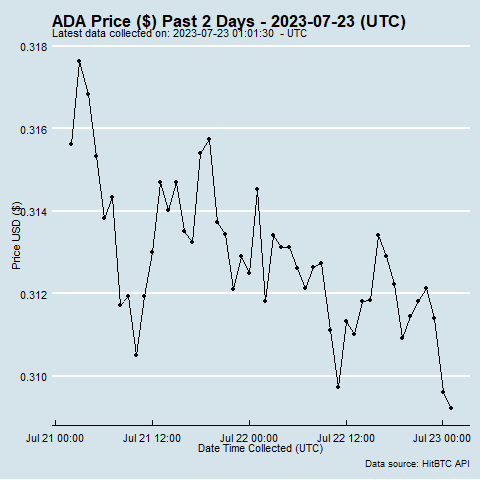 ADA Price ($) Past 2 Days - 2023-07-23 (UTC)
Latest data collected on: 2023-07-23 01:01:30 - UTC
0.318
0.316
0.314
0.312
0.310
Price USD ($)
Jul 21 00:00 Jul 21 12:00 Jul 22 00:00 Jul 22 12:00 Jul 23 00:00
Date Time Collected (UTC)
Data source: HitBTC API